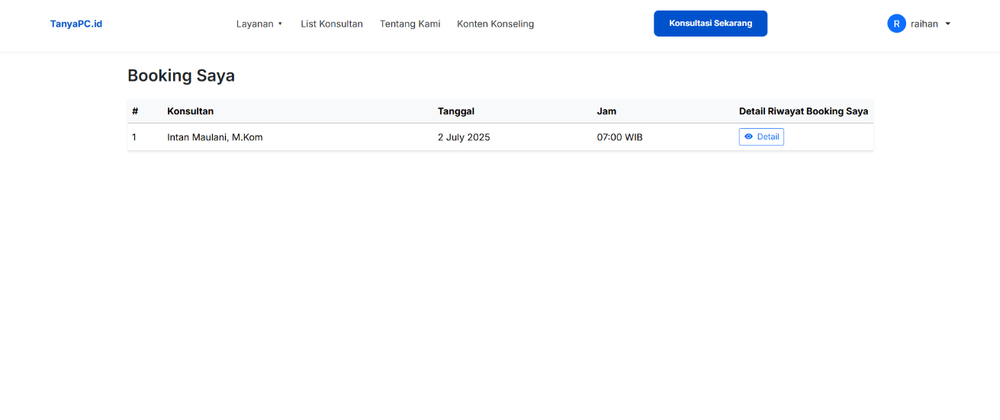 TanyaPC.id Layanan ▼ List Konsultan Tentang Kami Konten Konseling Konsultasi Sekarang R raihan
Booking Saya
# Konsultan Tanggal Jam Detail Riwayat Booking Saya
1 Intan Maulani, M.Kom 2 July 2025 07:00 WIB Detail